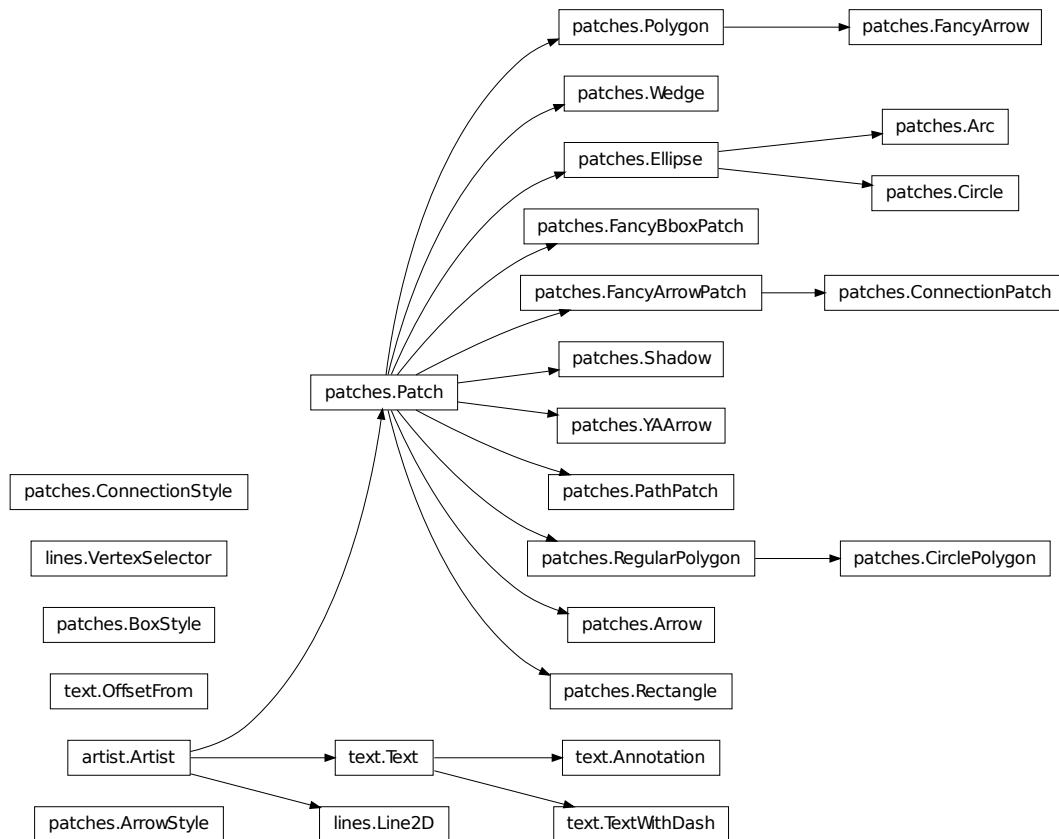 patches.Polygon
patches.FancyArrow
patches.Wedge
patches.Arc
patches.Ellipse
patches.Circle
patches.FancyBboxPatch
patches.FancyArrowPatch
patches.ConnectionPatch
patches.Shadow
patches.Patch
patches.YAArrow
patches.ConnectionStyle
patches.PathPatch
lines.VertexSelector
patches.RegularPolygon
patches.CirclePolygon
patches.BoxStyle
patches.Arrow
text.OffsetFrom
patches.Rectangle
artist.Artist
text.Text
text.Annotation
patches.ArrowStyle
lines.Line2D
text.TextWithDash